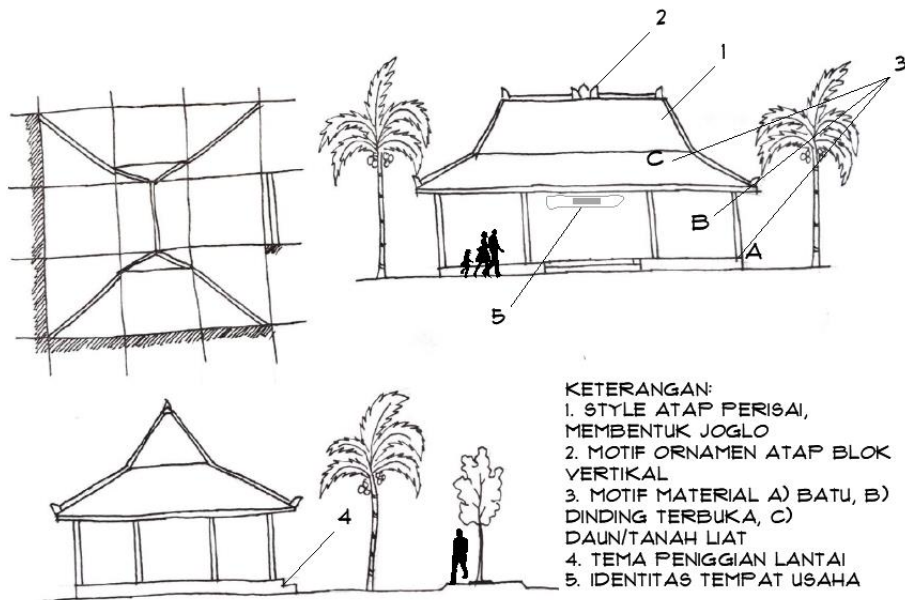 2
1
3
C
B
A
5
4
KETERANGAN:
1. STYLE ATAP PERISAI,
MEMBENTUK JOGLO
2. MOTIF ORNAMEN ATAP BLOK
VERTIKAL
3. MOTIF MATERIAL A) BATU, B)
DINDING TERBUKA, C)
DAUN/TANAH LIAT
4. TEMA PENIGGIAN LANTAI
5. IDENTITAS TEMPAT USAHA